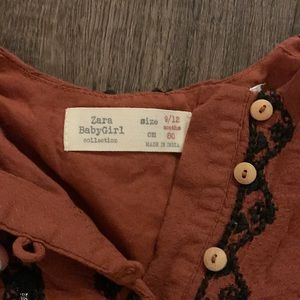 Zara
BabyGirl
collection
size 9/12
months
cm 80
MADE IN INDIA